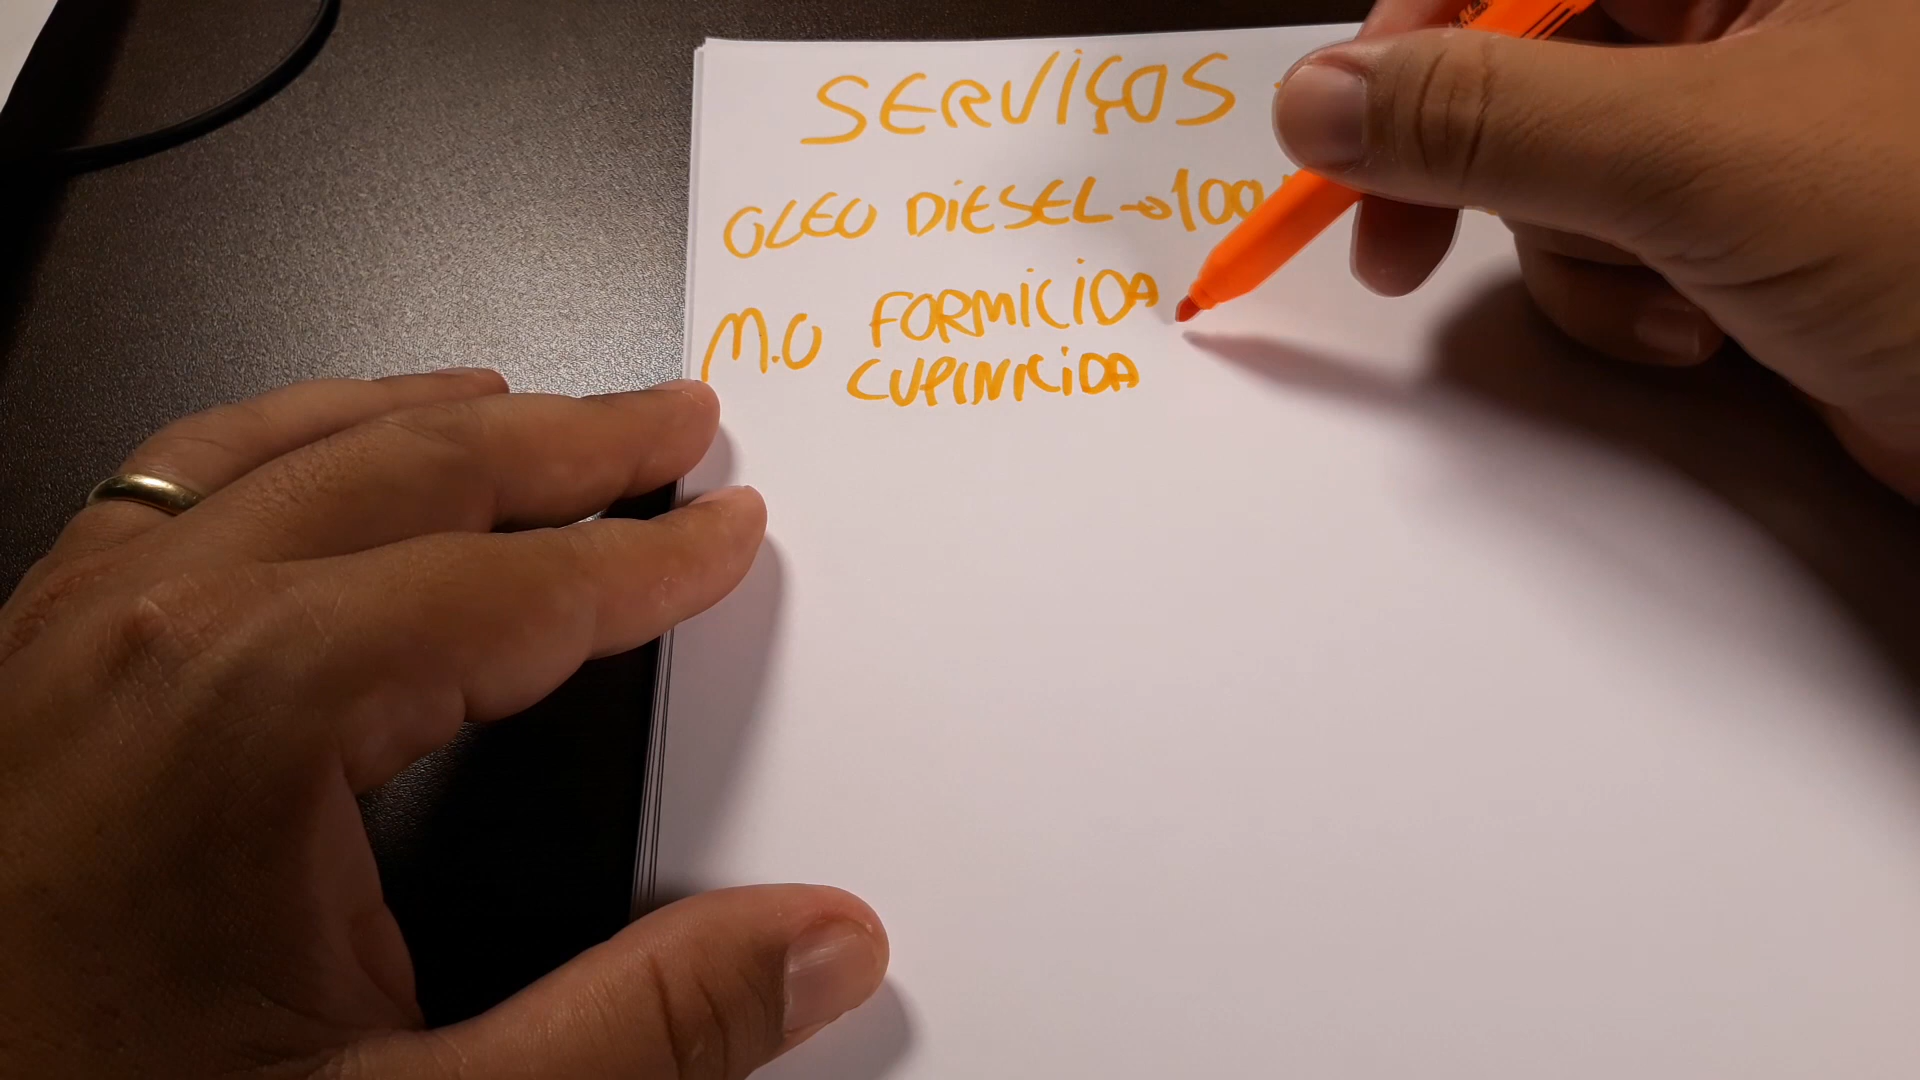 SERVIÇOS
OLEO DIESEL → 100
M.O FORMICIDA
CUPINICIDA